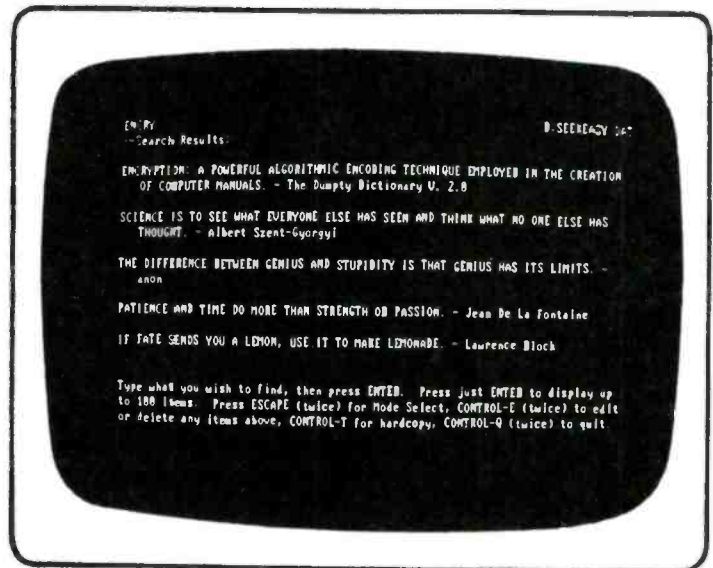 ENCRY B:SEEKEASY.DAT
--Search Results:
ENCRYPTION: A POWERFUL ALGORITHMIC ENCODING TECHNIQUE EMPLOYED IN THE CREATION
OF COMPUTER MANUALS. - The Dumpty Dictionary V. 2.0
SCIENCE IS TO SEE WHAT EVERYONE ELSE HAS SEEN AND THINK WHAT NO ONE ELSE HAS
THOUGHT. - Albert Szent-Gyorgyi
THE DIFFERENCE BETWEEN GENIUS AND STUPIDITY IS THAT GENIUS HAS ITS LIMITS. -
anon
PATIENCE AND TIME DO MORE THAN STRENGTH OR PASSION. - Jean De La Fontaine
IF FATE SENDS YOU A LEMON, USE IT TO MAKE LEMONADE. - Lawrence Block
Type what you wish to find, then press ENTER. Press just ENTER to display up
to 100 items. Press ESCAPE (twice) for Mode Select, CONTROL-E (twice) to edit
or delete any items above, CONTROL-T for hardcopy, CONTROL-Q (twice) to quit.